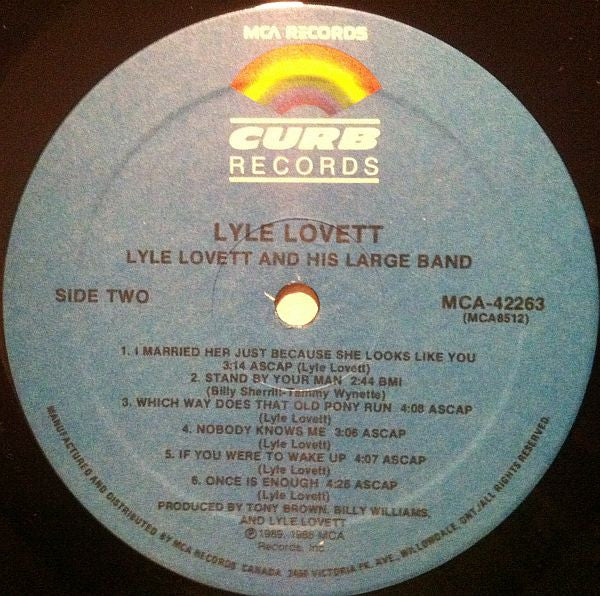 MCA RECORDS
CURB
RECORDS
LYLE LOVETT
LYLE LOVETT AND HIS LARGE BAND
SIDE TWO
MCA-42263
(MCA8512)
1. I MARRIED HER JUST BECAUSE SHE LOOKS LIKE YOU
3:14 ASCAP (Lyle Lovett)
2. STAND BY YOUR MAN 2:44 BMI
(Billy Sherrill-Tammy Wynette)
3. WHICH WAY DOES THAT OLD PONY RUN 4:08 ASCAP
(Lyle Lovett)
4. NOBODY KNOWS ME 3:06 ASCAP
(Lyle Lovett)
5. IF YOU WERE TO WAKE UP 4:07 ASCAP
(Lyle Lovett)
6. ONCE IS ENOUGH 4:26 ASCAP
(Lyle Lovett)
PRODUCED BY TONY BROWN, BILLY WILLIAMS,
AND LYLE LOVETT
℗ 1989, 1988 MCA
Records, Inc.
MANUFACTURED AND DISTRIBUTED BY MCA RECORDS CANADA, 2450 VICTORIA PK. AVE., WILLOWDALE, ONT./ALL RIGHTS RESERVED.